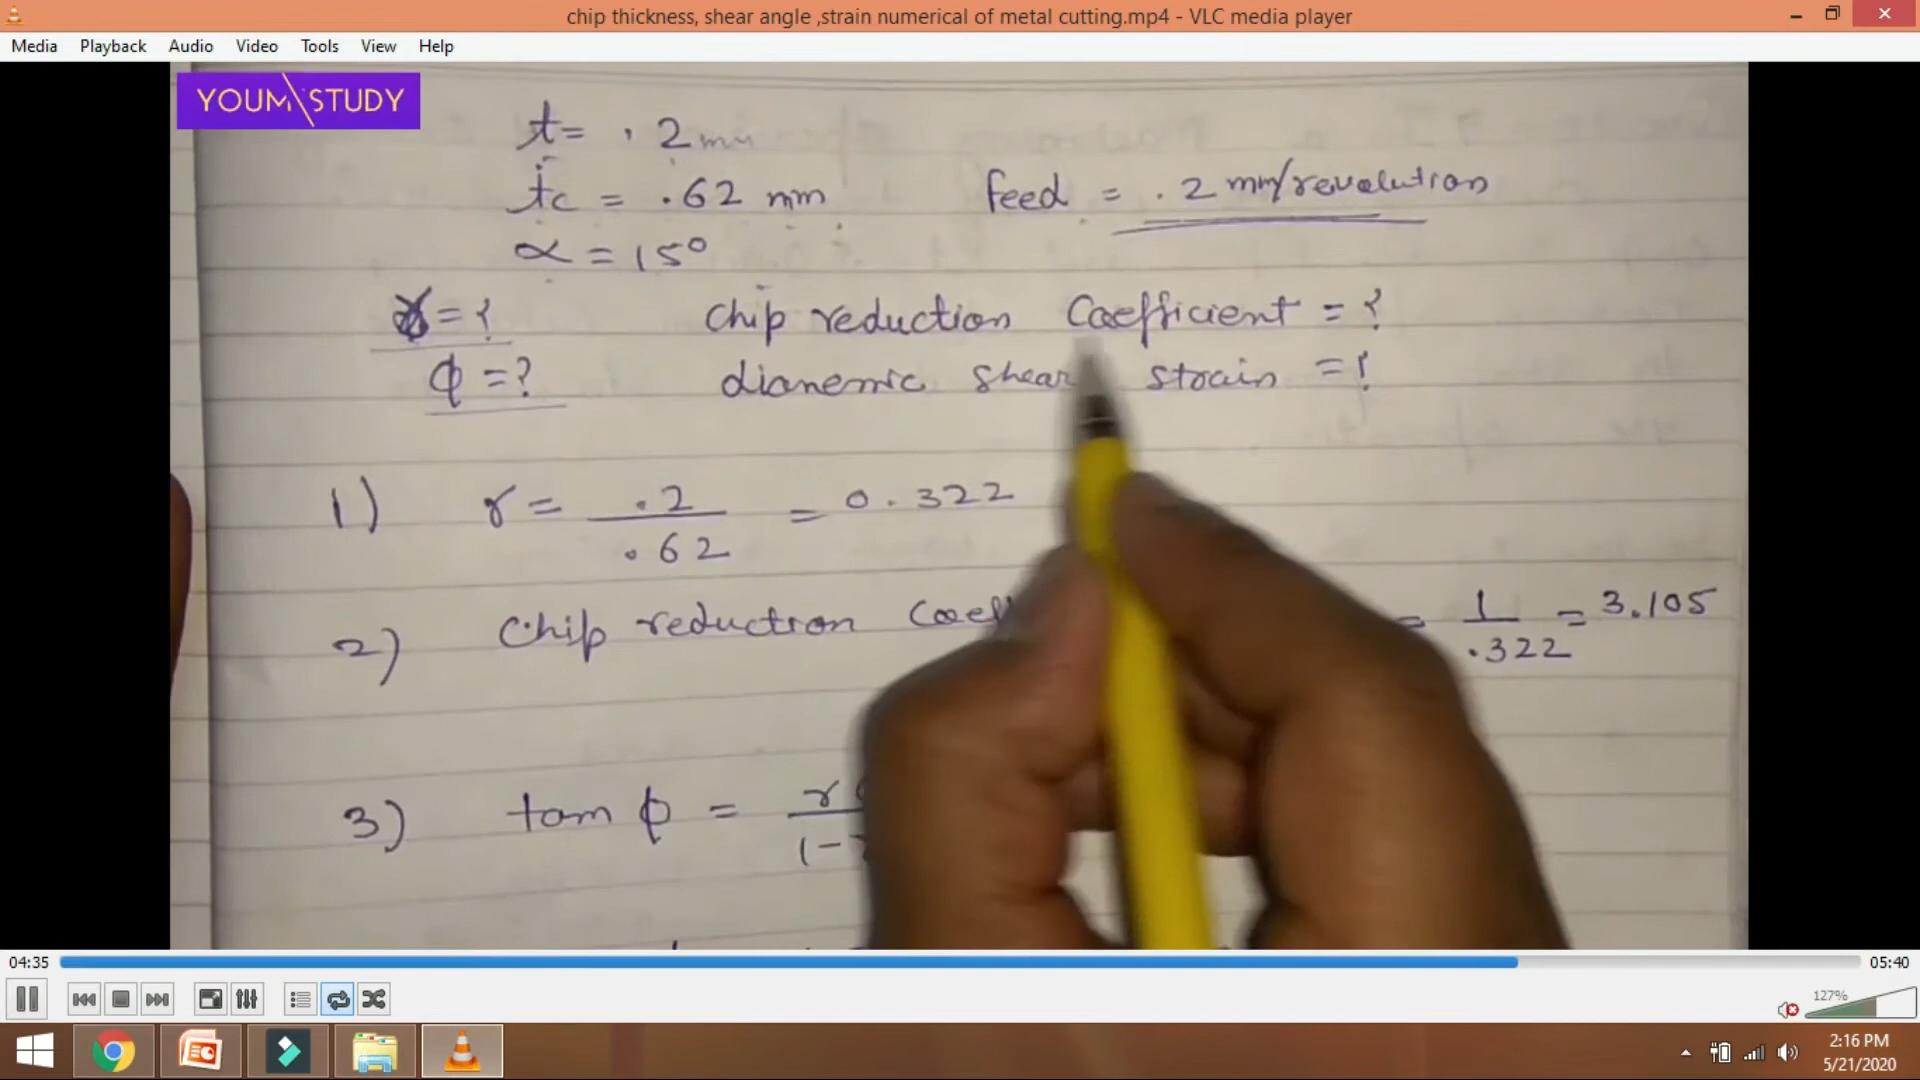 chip thickness, shear angle ,strain numerical of metal cutting.mp4 - VLC media player
Media Playback Audio Video Tools View Help
YOUM\STUDY
t = .2 mm
tc = .62 mm
Feed = .2 mm/revolution
α = 15°
= ?
chip reduction Coefficient = ?
ϕ = ?
dianemic shear strain = ?
1) r = .2 / .62 = 0.322
2) Chip reduction Coeff = 1 / .322 = 3.105
3) tan ϕ = r / 1-
04:35
05:40
127%
2:16 PM
5/21/2020